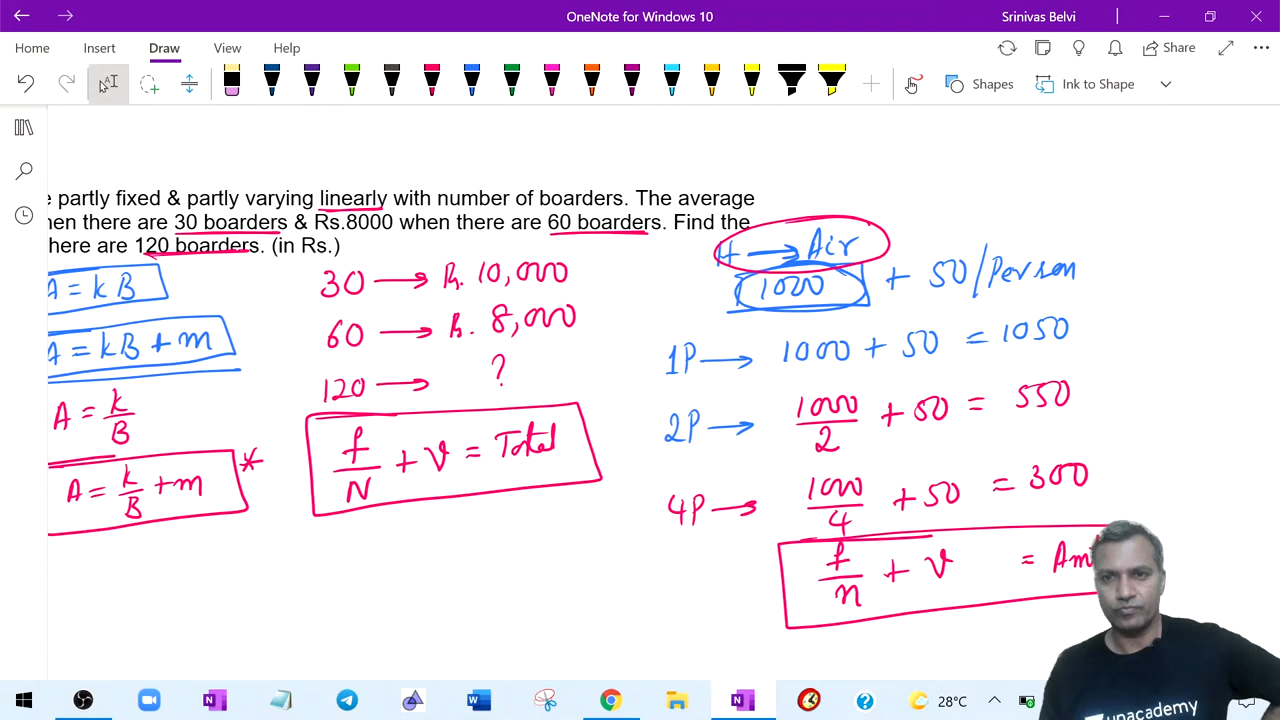 OneNote for Windows 10
Srinivas Belvi
Home Insert Draw View Help
Share
Shapes
Ink to Shape
e partly fixed & partly varying linearly with number of boarders. The average
hen there are 30 boarders & Rs.8000 when there are 60 boarders. Find the
here are 120 boarders. (in Rs.)
A = kB
A = kB + m
A = k/B
A = k/B + m *
30 → Rs. 10,000
60 → Rs. 8,000
120 → ?
f/N + v = Total
H → Air
1000 + 50/Person
1P → 1000 + 50 = 1050
2P → 1000/2 + 50 = 550
4P → 1000/4 + 50 = 300
f/n + v = Am
unacademy
28°C